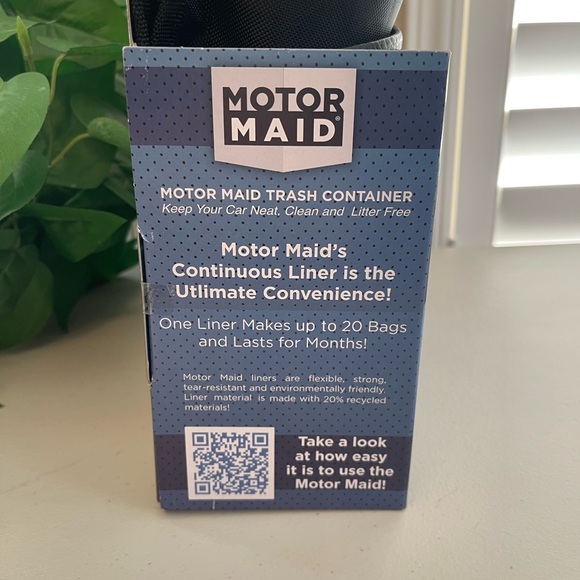 MOTOR
MAID®
MOTOR MAID TRASH CONTAINER
Keep Your Car Neat, Clean and Litter Free
Motor Maid's
Continuous Liner is the
Utlimate Convenience!
One Liner Makes up to 20 Bags
and Lasts for Months!
Motor Maid liners are flexible, strong,
tear-resistant and environmentally friendly.
Liner material is made with 20% recycled
materials!
Take a look
at how easy
it is to use the
Motor Maid!